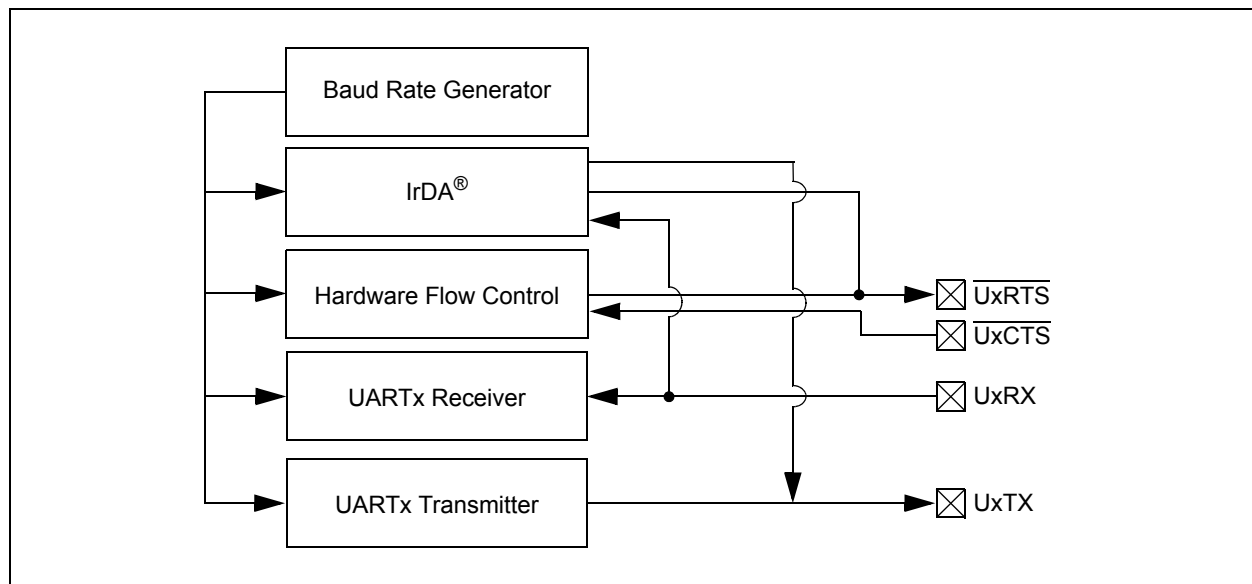 Baud Rate Generator
IrDA®
Hardware Flow Control
UxRTS
UxCTS
UARTx Receiver
UxRX
UARTx Transmitter
UxTX